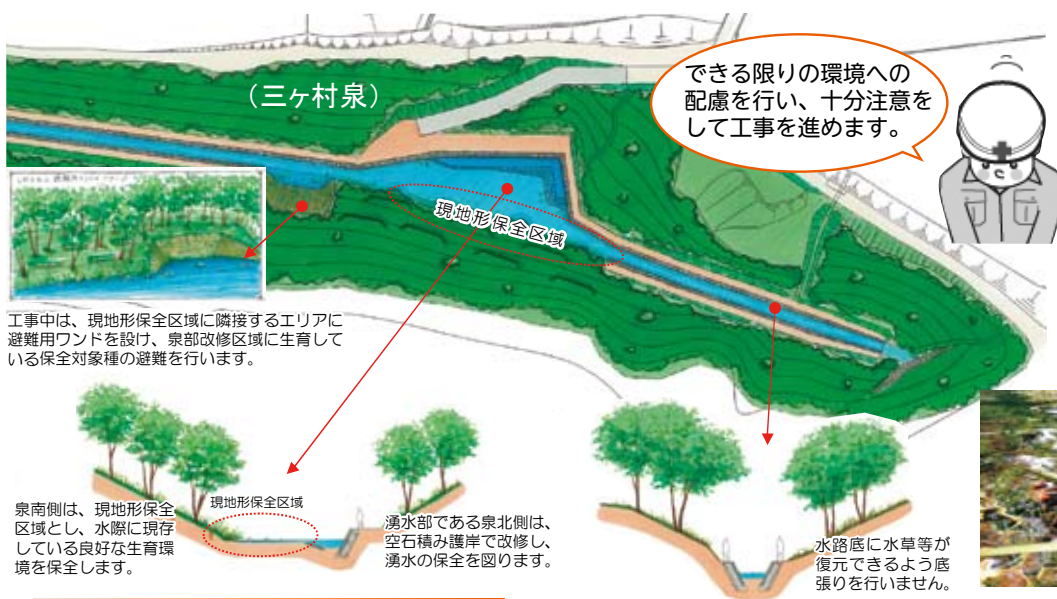 （三ヶ村泉）
できる限りの環境への
配慮を行い、十分注意を
して工事を進めます。
現地形保全区域
工事中は、現地形保全区域に隣接するエリアに
避難用ワンドを設け、泉部改修区域に生育して
いる保全対象種の避難を行います。
泉南側は、現地形保全
区域とし、水際に現存
している良好な生育環
境を保全します。
現地形保全区域
湧水部である泉北側は、
空石積み護岸で改修し、
湧水の保全を図ります。
水路底に水草等が
復元できるよう底
張りを行いません。